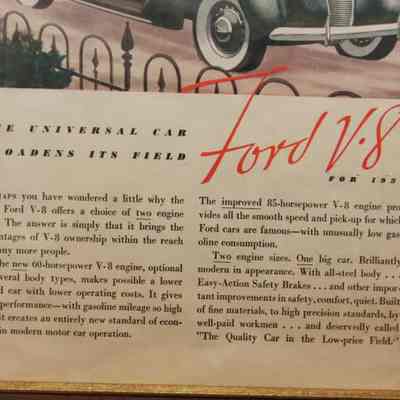 UNIVERSAL CAR
ITS FIELD
Ford V·8
FOR
you have wondered a little why the
Ford V-8 offers a choice of two engine
The answer is simply that it brings the
of V-8 ownership within the reach
more people.
new 60-horsepower V-8 engine, optional
body types, makes possible a lower
car with lower operating costs. It gives
performance—with gasoline mileage so high
it creates an entirely new standard of econ-
in modern motor car operation.
The improved 85-horsepower V-8 engine pro-
vides all the smooth speed and pick-up for which
Ford cars are famous—with unusually low gas-
oline consumption.
Two engine sizes. One big car. Brilliantly
modern in appearance. With all-steel body . . .
Easy-Action Safety Brakes . . . and other impor-
tant improvements in safety, comfort, quiet. Built
of fine materials, to high precision standards, by
well-paid workmen . . . and deservedly called
"The Quality Car in the Low-price Field."